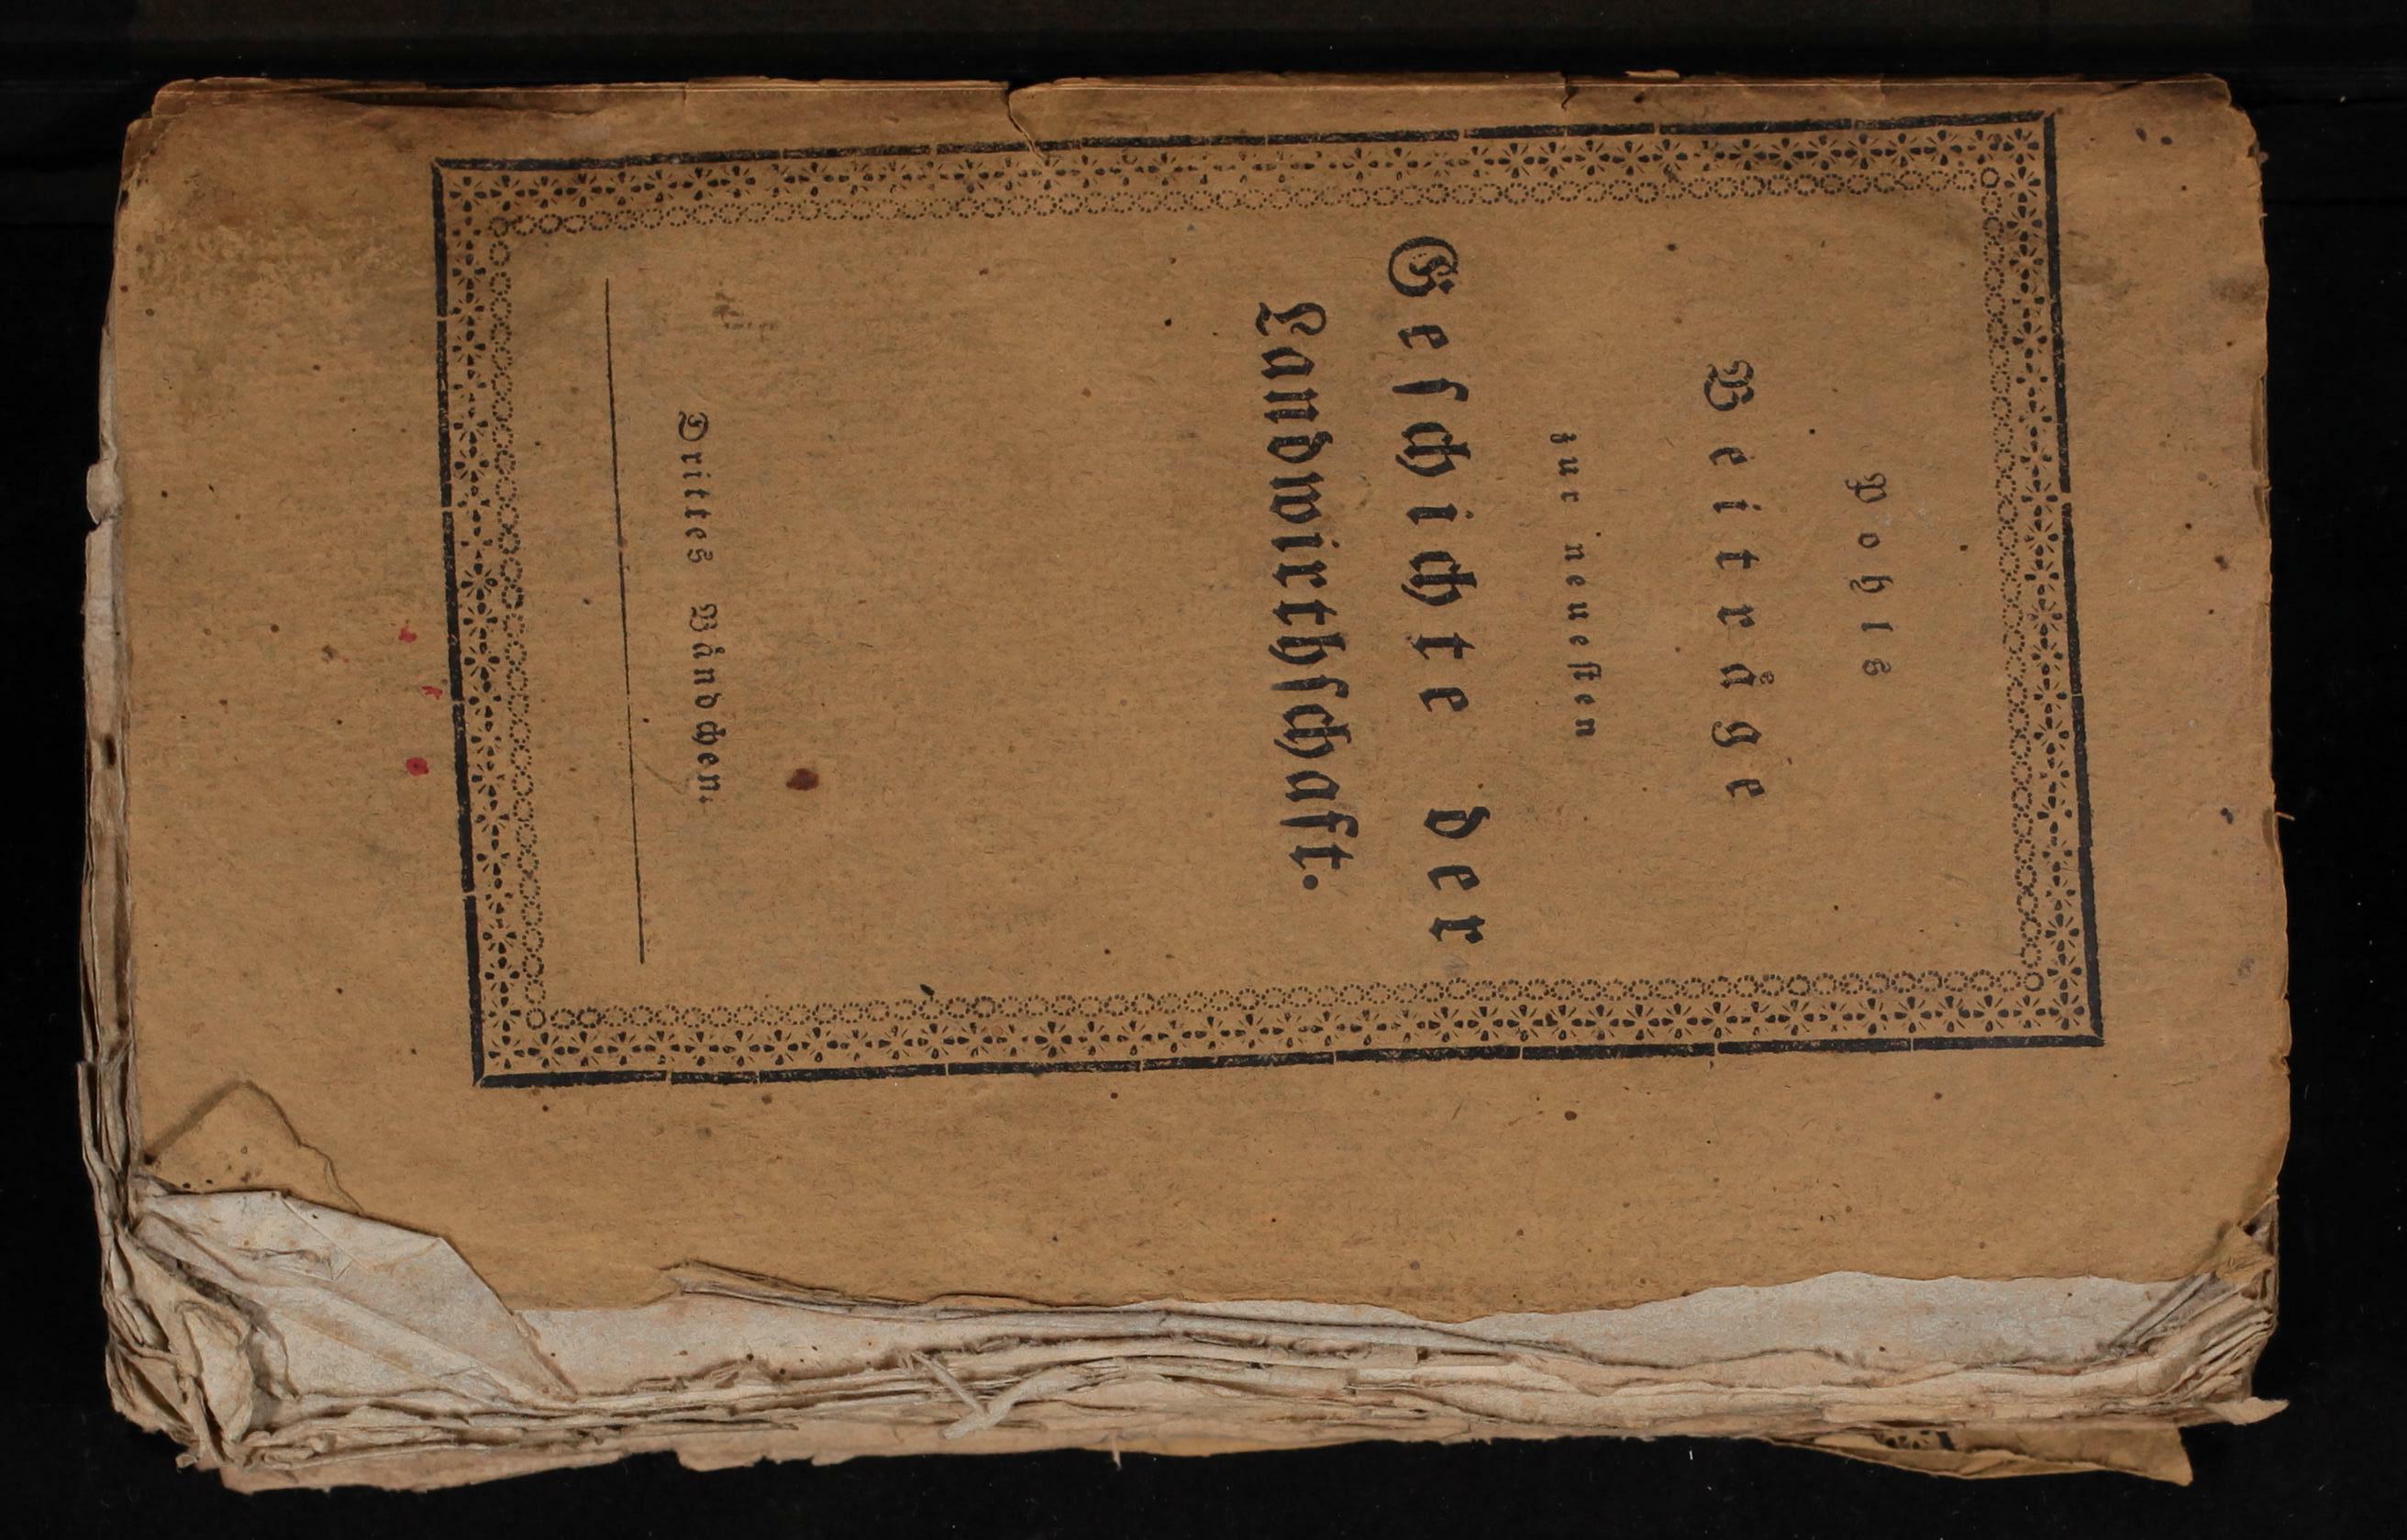 Pohls
Beiträge
zur neuesten
Geschichte der
Landwirthschaft.
Drittes Bändchen.